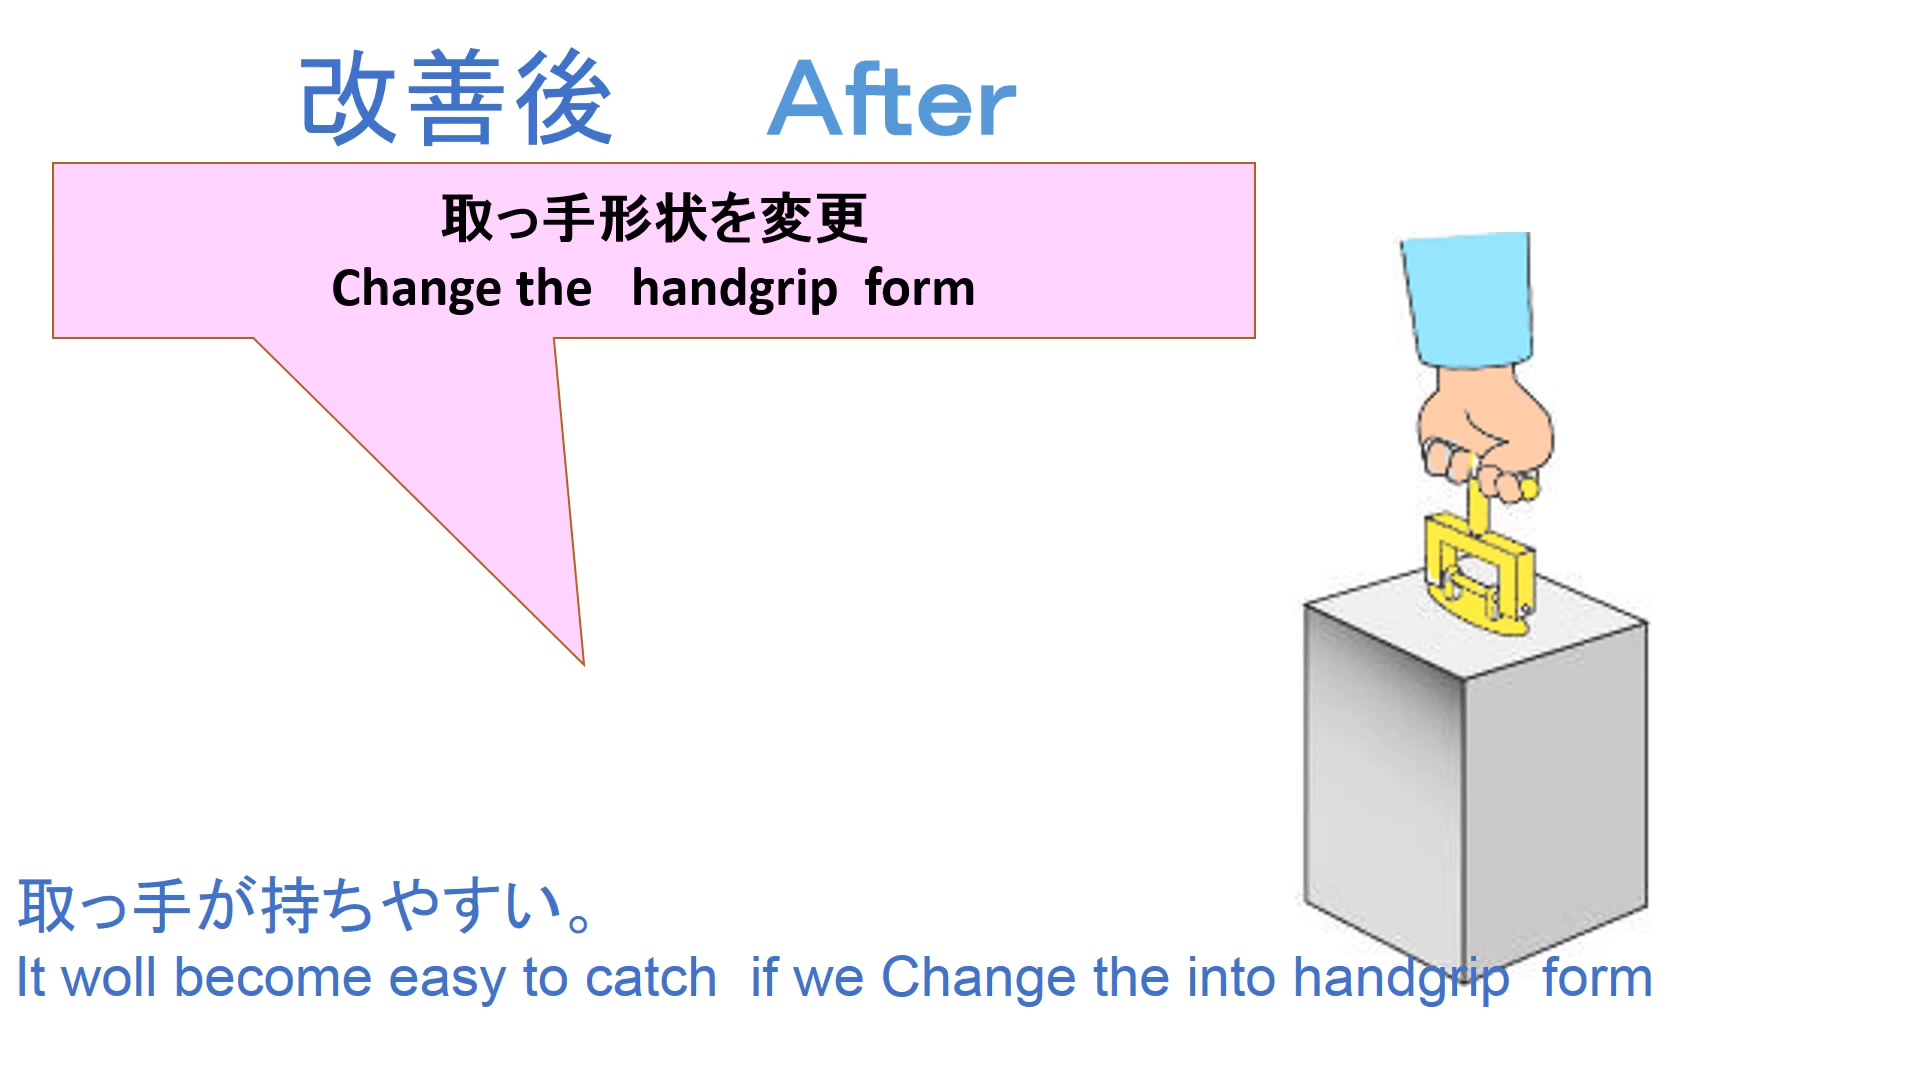 改善後 After
取っ手形状を変更
Change the handgrip form
取っ手が持ちやすい。
It woll become easy to catch if we Change the into handgrip form